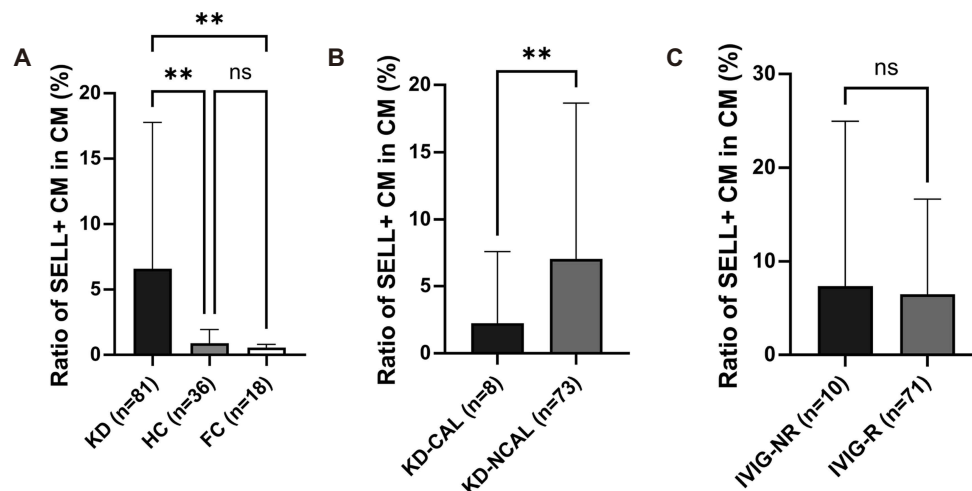 A
Ratio of SELL+ CM in CM (%)
**
**
ns
20
15
10
5
0
KD (n=81)
HC (n=36)
FC (n=18)
B
Ratio of SELL+ CM in CM (%)
**
20
15
10
5
0
KD-CAL (n=8)
KD-NCAL (n=73)
C
Ratio of SELL+ CM in CM (%)
ns
30
20
10
0
IVIG-NR (n=10)
IVIG-R (n=71)